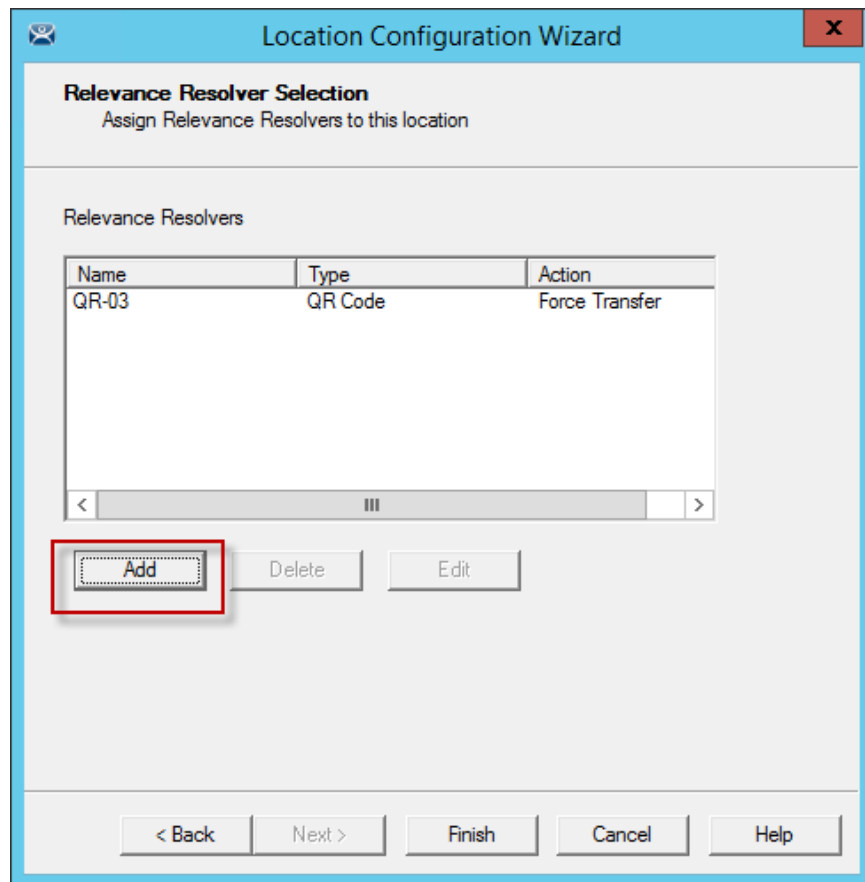 Location Configuration Wizard
x
Relevance Resolver Selection
Assign Relevance Resolvers to this location
Relevance Resolvers
Name Type Action
QR-03 QR Code Force Transfer
< III >
Add Delete Edit
< Back Next > Finish Cancel Help